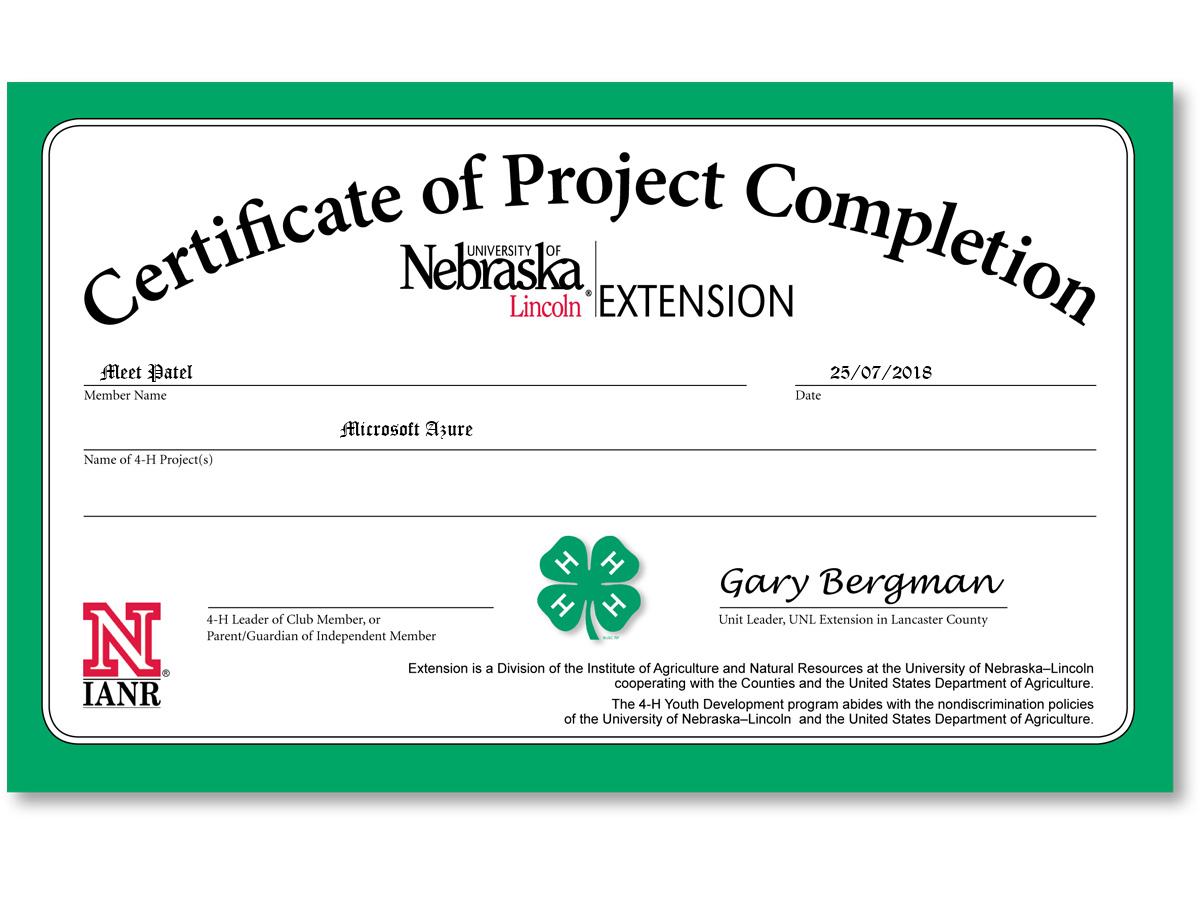 Certificate of Project Completion
UNIVERSITY OF
Nebraska®
Lincoln
EXTENSION
Meet Patel
25/07/2018
Member Name
Date
Microsoft Azure
Name of 4-H Project(s)
H H
H H
Gary Bergman
4-H Leader of Club Member, or
Parent/Guardian of Independent Member
Unit Leader, UNL Extension in Lancaster County
N®
IANR
Extension is a Division of the Institute of Agriculture and Natural Resources at the University of Nebraska–Lincoln
cooperating with the Counties and the United States Department of Agriculture.
The 4-H Youth Development program abides with the nondiscrimination policies
of the University of Nebraska–Lincoln and the United States Department of Agriculture.